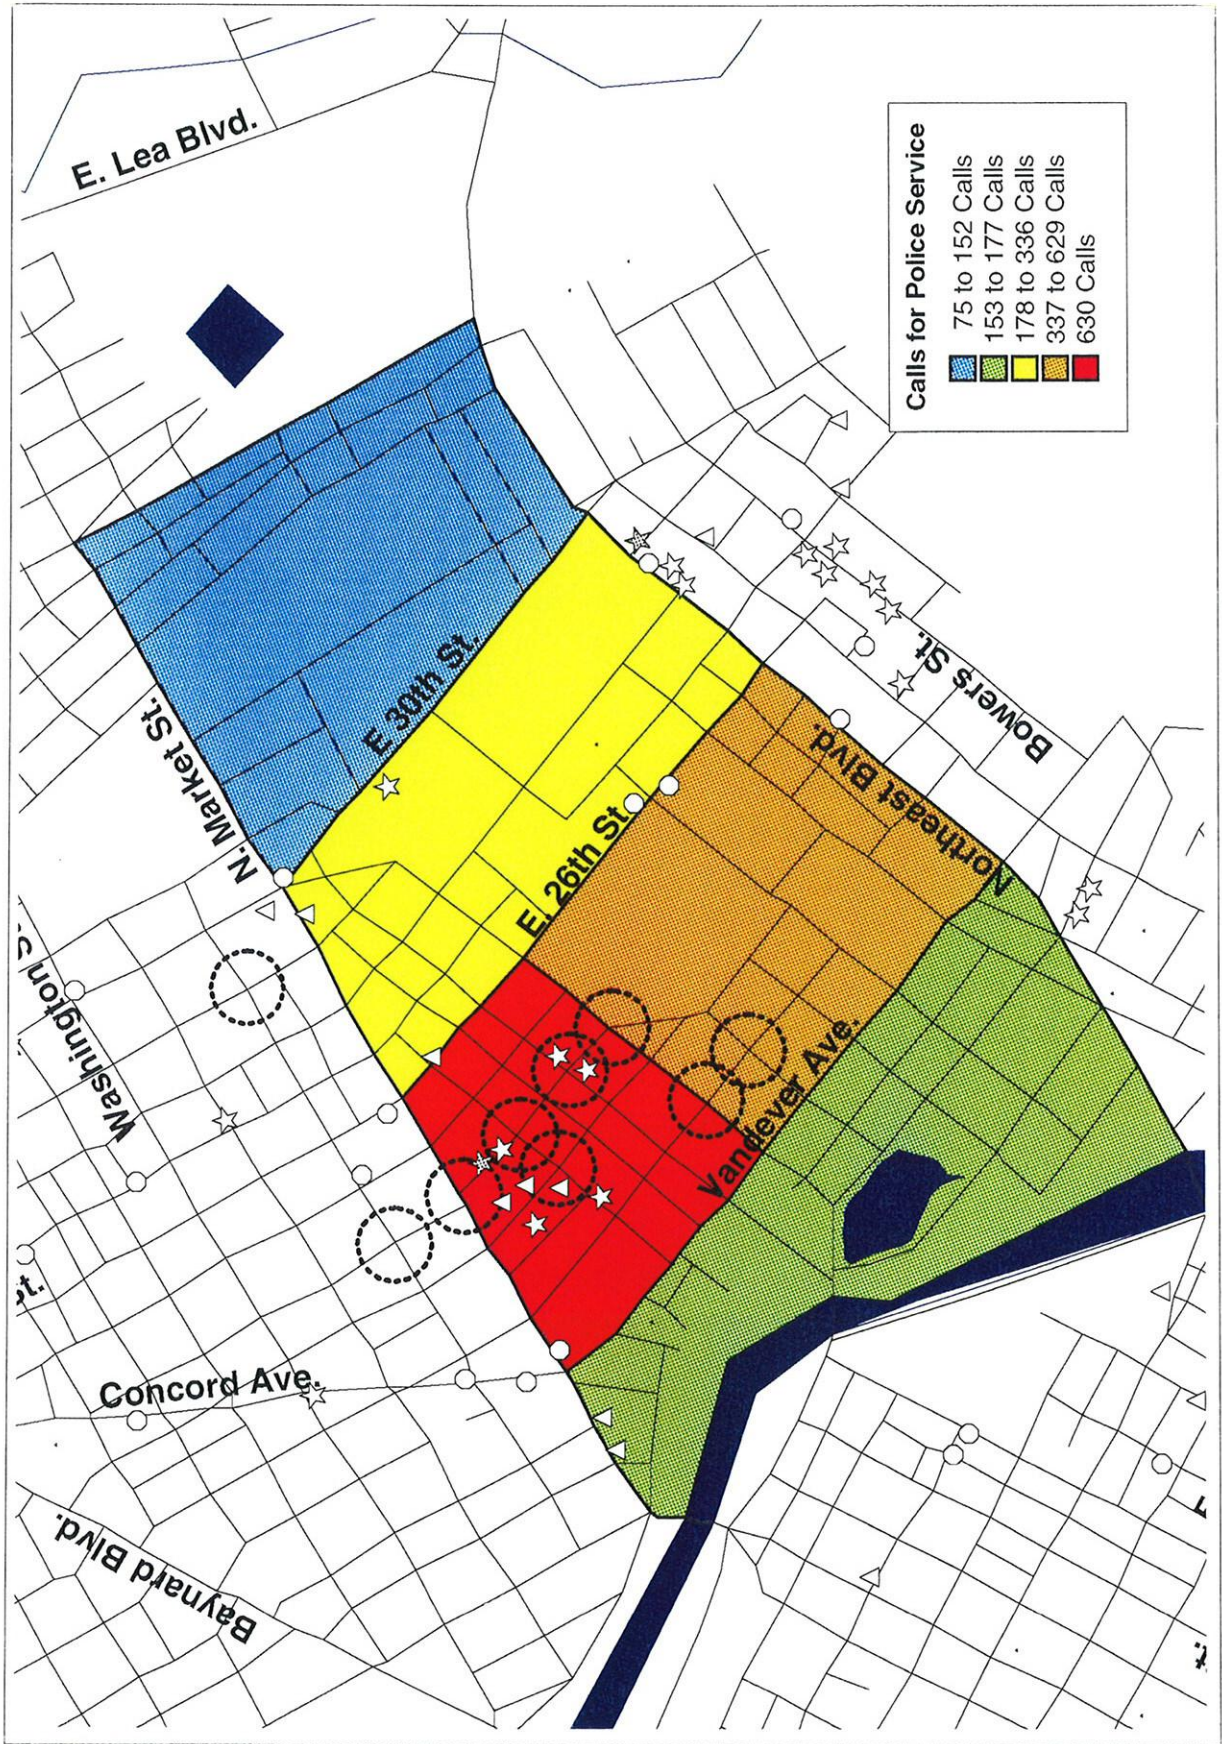 E. Lea Blvd.
N. Market St.
E. 30th St.
E. 26th St.
Bowers St.
Northeast Blvd.
Vandever Ave.
Washington
St.
Concord Ave.
Baynard Blvd.
Calls for Police Service
75 to 152 Calls
153 to 177 Calls
178 to 336 Calls
337 to 629 Calls
630 Calls